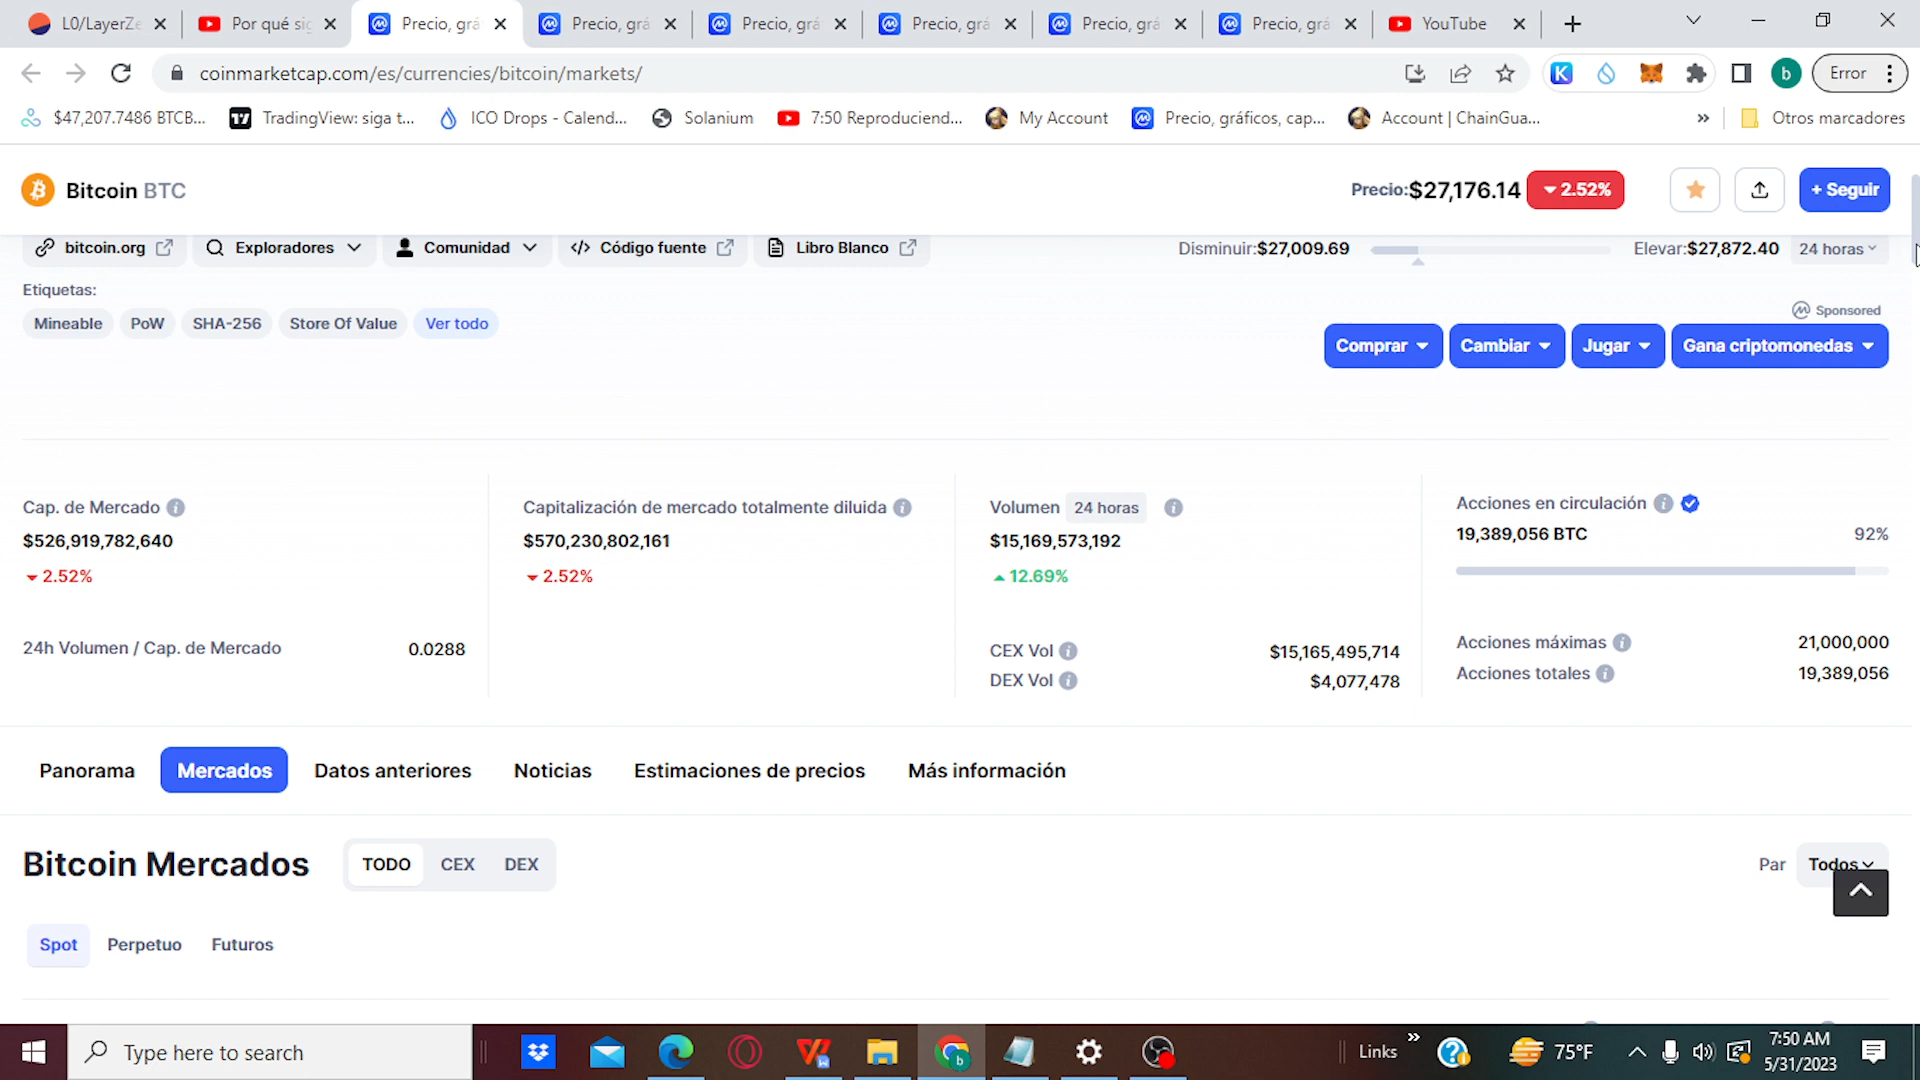 L0/LayerZe
Por qué sig
Precio, grá
Precio, grá
Precio, grá
Precio, grá
Precio, grá
Precio, grá
YouTube
coinmarketcap.com/es/currencies/bitcoin/markets/
K
b
Error
$47,207.7486 BTCB...
TradingView: siga t...
ICO Drops - Calend...
Solanium
7:50 Reproduciend...
My Account
Precio, gráficos, cap...
Account | ChainGua...
»
Otros marcadores
Bitcoin BTC
Precio:$27,176.14
2.52%
+ Seguir
bitcoin.org
Exploradores
Comunidad
</> Código fuente
Libro Blanco
Disminuir:$27,009.69
Elevar:$27,872.40
24 horas
Etiquetas:
Mineable
PoW
SHA-256
Store Of Value
Ver todo
Sponsored
Comprar
Cambiar
Jugar
Gana criptomonedas
Cap. de Mercado
$526,919,782,640
2.52%
24h Volumen / Cap. de Mercado
0.0288
Capitalización de mercado totalmente diluida
$570,230,802,161
2.52%
Volumen 24 horas
$15,169,573,192
12.69%
CEX Vol
$15,165,495,714
DEX Vol
$4,077,478
Acciones en circulación
19,389,056 BTC
92%
Acciones máximas
21,000,000
Acciones totales
19,389,056
Panorama
Mercados
Datos anteriores
Noticias
Estimaciones de precios
Más información
Bitcoin Mercados
TODO
CEX
DEX
Par
Todos
Spot
Perpetuo
Futuros
Type here to search
Links
»
75°F
7:50 AM
5/31/2023